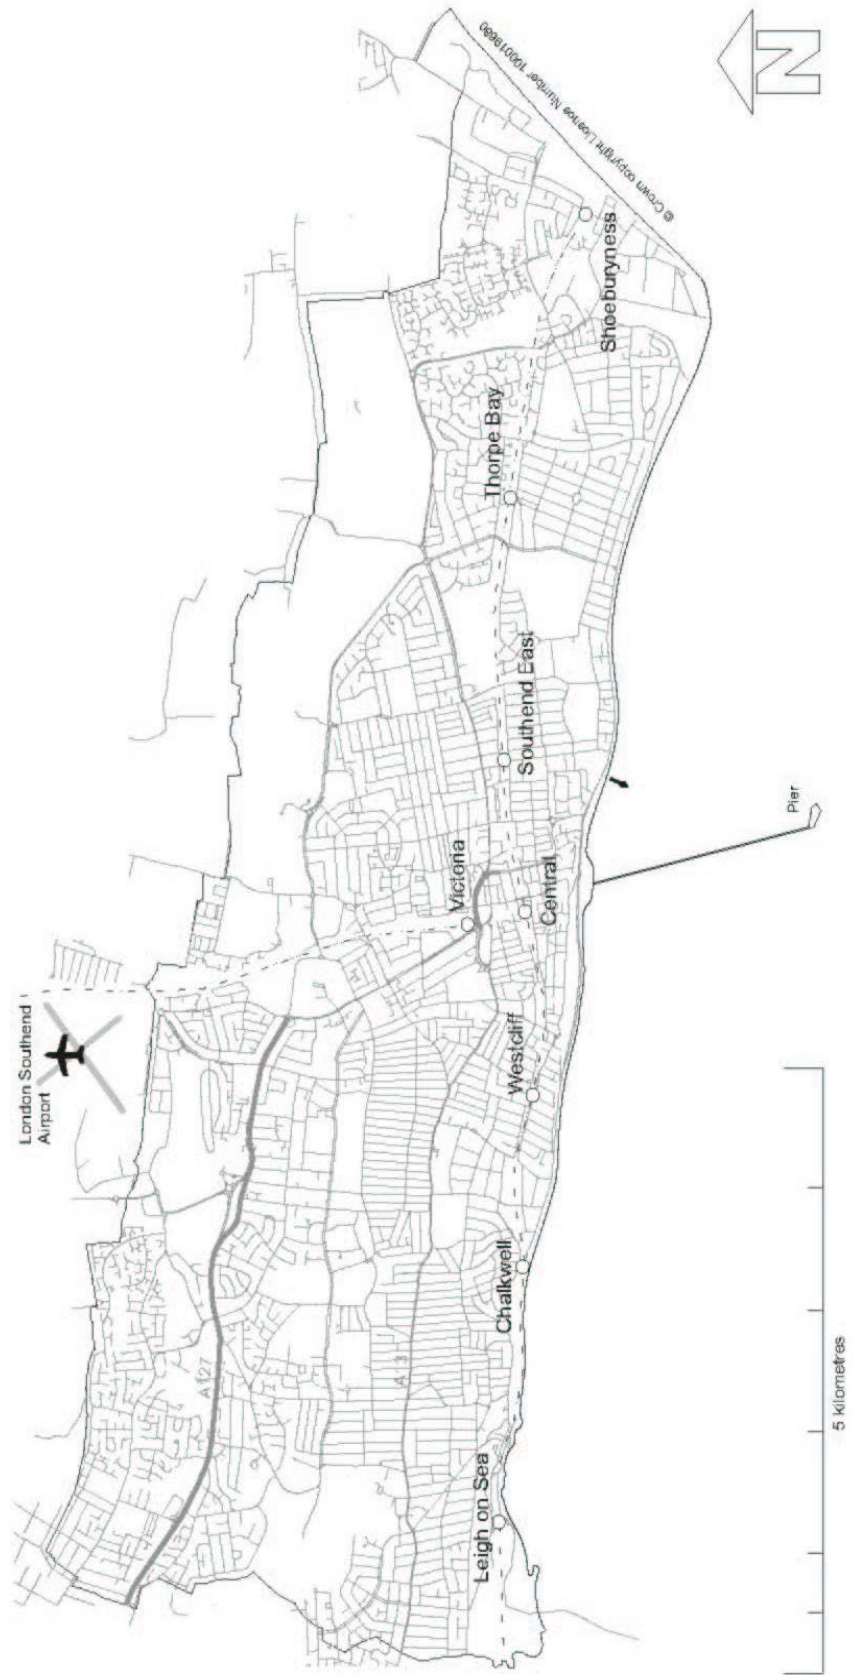 London Southend
Airport
© Crown copyright Licence Number 100019680
N
A127
A13
Victoria
Thorpe Bay
Shoeburyness
Southend East
Central
Westcliff
Chalkwell
Leigh on Sea
Pier
5 kilometres